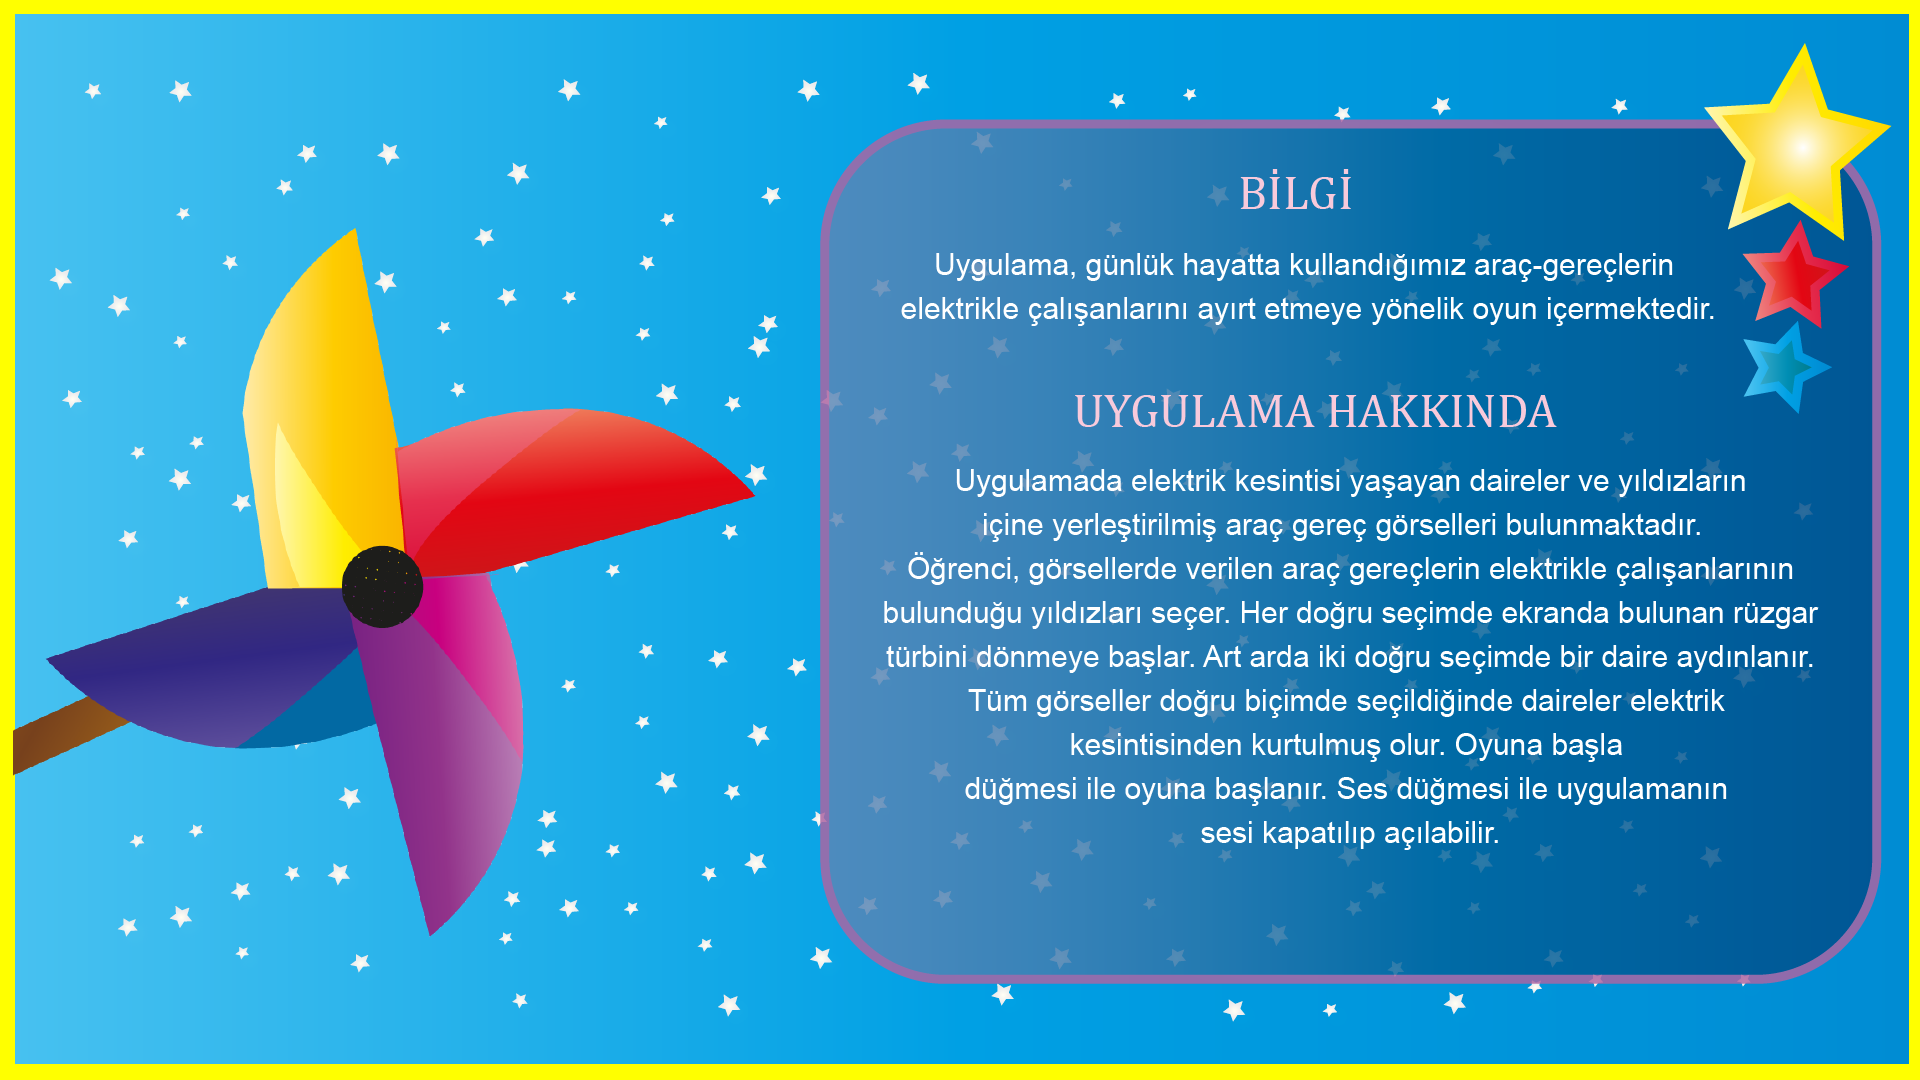 BİLGİ
Uygulama, günlük hayatta kullandığımız araç-gereçlerin
elektrikle çalışanlarını ayırt etmeye yönelik oyun içermektedir.
UYGULAMA HAKKINDA
Uygulamada elektrik kesintisi yaşayan daireler ve yıldızların
içine yerleştirilmiş araç gereç görselleri bulunmaktadır.
Öğrenci, görsellerde verilen araç gereçlerin elektrikle çalışanlarının
bulunduğu yıldızları seçer. Her doğru seçimde ekranda bulunan rüzgar
türbini dönmeye başlar. Art arda iki doğru seçimde bir daire aydınlanır.
Tüm görseller doğru biçimde seçildiğinde daireler elektrik
kesintisinden kurtulmuş olur. Oyuna başla
düğmesi ile oyuna başlanır. Ses düğmesi ile uygulamanın
sesi kapatılıp açılabilir.